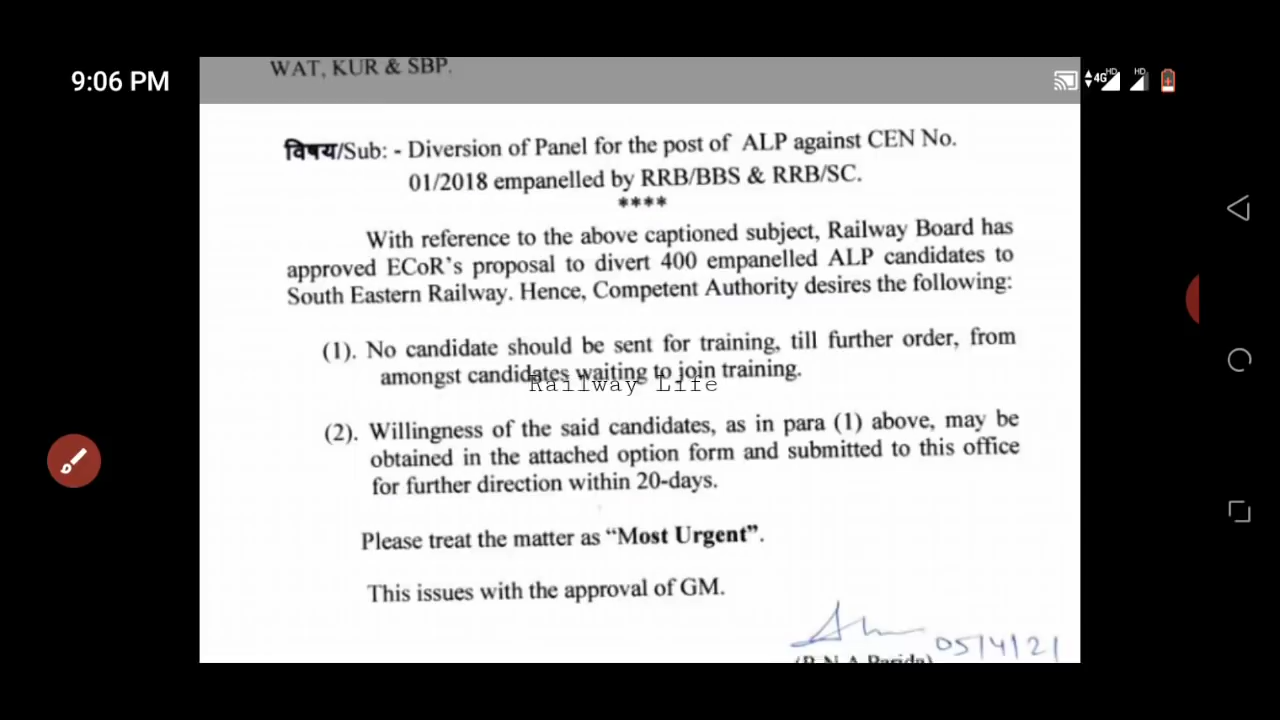 WAT, KUR & SBP.
9:06 PM
4G HD HD
विषय/Sub: - Diversion of Panel for the post of ALP against CEN No.
01/2018 empanelled by RRB/BBS & RRB/SC.
****
With reference to the above captioned subject, Railway Board has
approved ECoR's proposal to divert 400 empanelled ALP candidates to
South Eastern Railway. Hence, Competent Authority desires the following:
(1). No candidate should be sent for training, till further order, from
amongst candidates waiting to join training.
Railway Life
(2). Willingness of the said candidates, as in para (1) above, may be
obtained in the attached option form and submitted to this office
for further direction within 20-days.
Please treat the matter as “Most Urgent”.
This issues with the approval of GM.
05/4/21